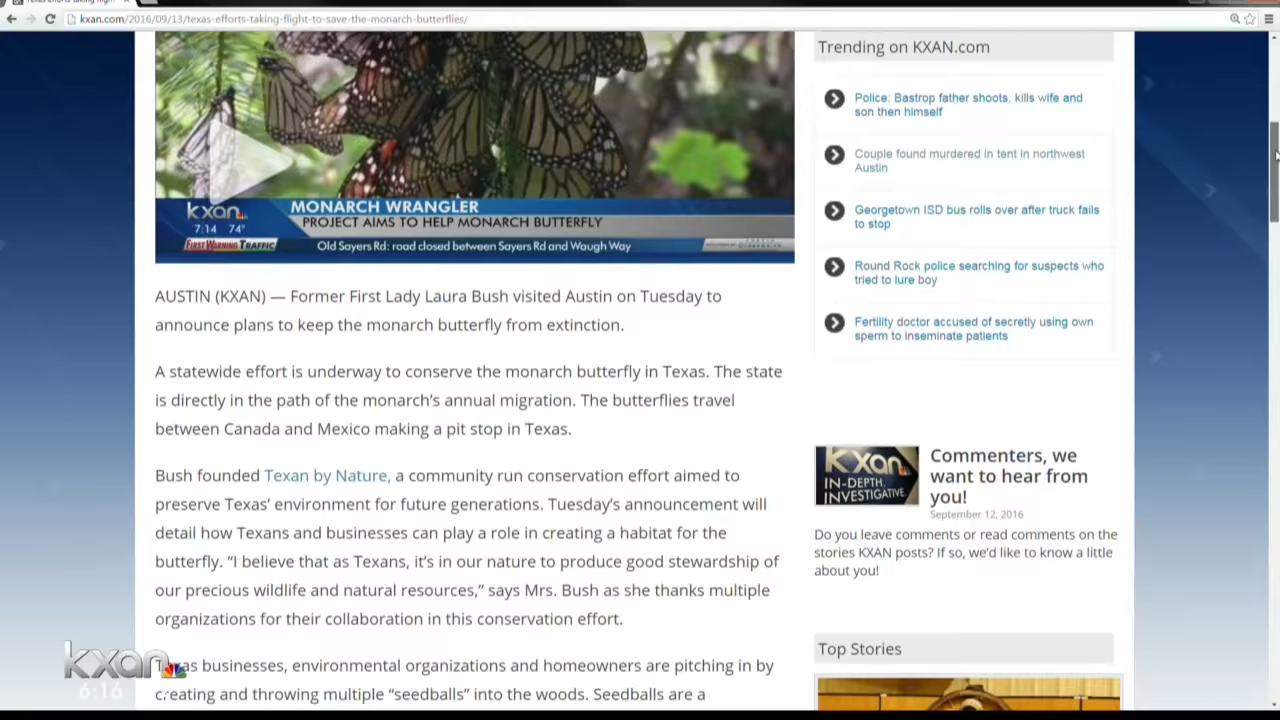 kxan.com/2016/09/13/texas-efforts-taking-flight-to-save-the-monarch-butterflies/
kxan
7:14 74°
MONARCH WRANGLER
PROJECT AIMS TO HELP MONARCH BUTTERFLY
FIRST WARNING TRAFFIC
Old Sayers Rd: road closed between Sayers Rd and Waugh Way
AUSTIN (KXAN) — Former First Lady Laura Bush visited Austin on Tuesday to
announce plans to keep the monarch butterfly from extinction.
A statewide effort is underway to conserve the monarch butterfly in Texas. The state
is directly in the path of the monarch's annual migration. The butterflies travel
between Canada and Mexico making a pit stop in Texas.
Bush founded Texan by Nature, a community run conservation effort aimed to
preserve Texas' environment for future generations. Tuesday's announcement will
detail how Texans and businesses can play a role in creating a habitat for the
butterfly. "I believe that as Texans, it's in our nature to produce good stewardship of
our precious wildlife and natural resources," says Mrs. Bush as she thanks multiple
organizations for their collaboration in this conservation effort.
Texas businesses, environmental organizations and homeowners are pitching in by
creating and throwing multiple "seedballs" into the woods. Seedballs are a
Trending on KXAN.com
Police: Bastrop father shoots, kills wife and
son then himself
Couple found murdered in tent in northwest
Austin
Georgetown ISD bus rolls over after truck fails
to stop
Round Rock police searching for suspects who
tried to lure boy
Fertility doctor accused of secretly using own
sperm to inseminate patients
kxan
IN-DEPTH.
INVESTIGATIVE.
Commenters, we
want to hear from
you!
September 12, 2016
Do you leave comments or read comments on the
stories KXAN posts? If so, we'd like to know a little
about you!
Top Stories
kxan
6:16